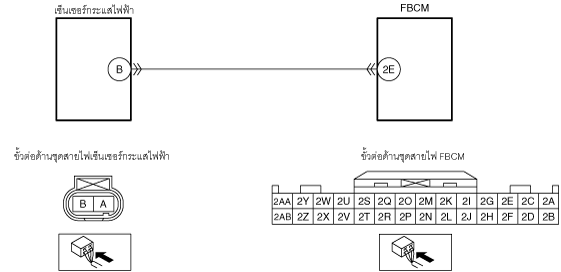 เซ็นเซอร์กระแสไฟฟ้า
FBCM
B
2E
ขั้วต่อด้านชุดสายไฟเซ็นเซอร์กระแสไฟฟ้า
ขั้วต่อด้านชุดสายไฟ FBCM
B A
2AA 2Y 2W 2U 2S 2Q 2O 2M 2K 2I 2G 2E 2C 2A
2AB 2Z 2X 2V 2T 2R 2P 2N 2L 2J 2H 2F 2D 2B